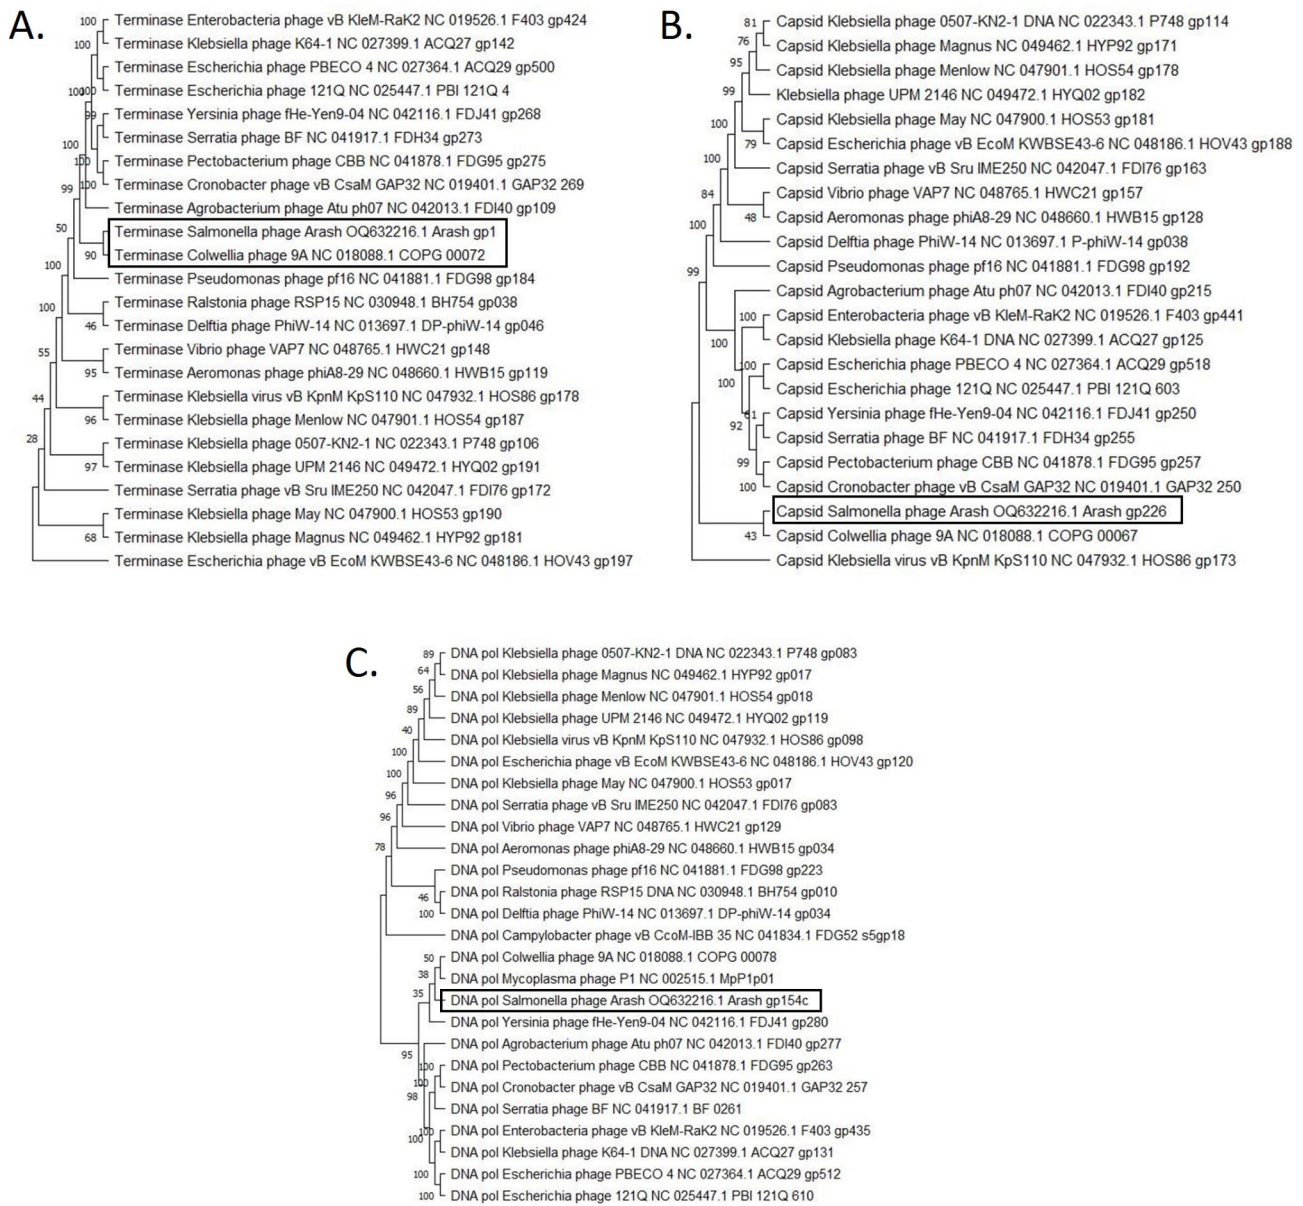 A.
100 Terminase Enterobacteria phage vB KleM-RaK2 NC 019526.1 F403 gp424
100 Terminase Klebsiella phage K64-1 NC 027399.1 ACQ27 gp142
Terminase Escherichia phage PBECO 4 NC 027364.1 ACQ29 gp500
100 100 Terminase Escherichia phage 121Q NC 025447.1 PBI 121Q 4
99 Terminase Yersinia phage fHe-Yen9-04 NC 042116.1 FDJ41 gp268
100 Terminase Serratia phage BF NC 041917.1 FDH34 gp273
100 Terminase Pectobacterium phage CBB NC 041878.1 FDG95 gp275
99 100 Terminase Cronobacter phage vB CsaM GAP32 NC 019401.1 GAP32 269
Terminase Agrobacterium phage Atu ph07 NC 042013.1 FDI40 gp109
50 Terminase Salmonella phage Arash OQ632216.1 Arash gp1
90 Terminase Colwellia phage 9A NC 018088.1 COPG 00072
100 Terminase Pseudomonas phage pf16 NC 041881.1 FDG98 gp184
100 Terminase Ralstonia phage RSP15 NC 030948.1 BH754 gp038
46 Terminase Delftia phage PhiW-14 NC 013697.1 DP-phiW-14 gp046
55 Terminase Vibrio phage VAP7 NC 048765.1 HWC21 gp148
95 Terminase Aeromonas phage phiA8-29 NC 048660.1 HWB15 gp119
44 Terminase Klebsiella virus vB KpnM KpS110 NC 047932.1 HOS86 gp178
96 Terminase Klebsiella phage Menlow NC 047901.1 HOS54 gp187
28 Terminase Klebsiella phage 0507-KN2-1 NC 022343.1 P748 gp106
97 Terminase Klebsiella phage UPM 2146 NC 049472.1 HYQ02 gp191
Terminase Serratia phage vB Sru IME250 NC 042047.1 FDI76 gp172
Terminase Klebsiella phage May NC 047900.1 HOS53 gp190
68 Terminase Klebsiella phage Magnus NC 049462.1 HYP92 gp181
Terminase Escherichia phage vB EcoM KWBSE43-6 NC 048186.1 HOV43 gp197
B.
81 Capsid Klebsiella phage 0507-KN2-1 DNA NC 022343.1 P748 gp114
76 Capsid Klebsiella phage Magnus NC 049462.1 HYP92 gp171
95 Capsid Klebsiella phage Menlow NC 047901.1 HOS54 gp178
99 Klebsiella phage UPM 2146 NC 049472.1 HYQ02 gp182
100 Capsid Klebsiella phage May NC 047900.1 HOS53 gp181
79 Capsid Escherichia phage vB EcoM KWBSE43-6 NC 048186.1 HOV43 gp188
100 Capsid Serratia phage vB Sru IME250 NC 042047.1 FDI76 gp163
84 Capsid Vibrio phage VAP7 NC 048765.1 HWC21 gp157
48 Capsid Aeromonas phage phiA8-29 NC 048660.1 HWB15 gp128
100 Capsid Delftia phage PhiW-14 NC 013697.1 P-phiW-14 gp038
99 Capsid Pseudomonas phage pf16 NC 041881.1 FDG98 gp192
Capsid Agrobacterium phage Atu ph07 NC 042013.1 FDI40 gp215
100 Capsid Enterobacteria phage vB KleM-RaK2 NC 019526.1 F403 gp441
100 Capsid Klebsiella phage K64-1 DNA NC 027399.1 ACQ27 gp125
100 Capsid Escherichia phage PBECO 4 NC 027364.1 ACQ29 gp518
100 Capsid Escherichia phage 121Q NC 025447.1 PBI 121Q 603
61 Capsid Yersinia phage fHe-Yen9-04 NC 042116.1 FDJ41 gp250
92 Capsid Serratia phage BF NC 041917.1 FDH34 gp255
99 Capsid Pectobacterium phage CBB NC 041878.1 FDG95 gp257
100 Capsid Cronobacter phage vB CsaM GAP32 NC 019401.1 GAP32 250
Capsid Salmonella phage Arash OQ632216.1 Arash gp226
43 Capsid Colwellia phage 9A NC 018088.1 COPG 00067
Capsid Klebsiella virus vB KpnM KpS110 NC 047932.1 HOS86 gp173
C.
89 DNA pol Klebsiella phage 0507-KN2-1 DNA NC 022343.1 P748 gp083
64 DNA pol Klebsiella phage Magnus NC 049462.1 HYP92 gp017
56 DNA pol Klebsiella phage Menlow NC 047901.1 HOS54 gp018
89 DNA pol Klebsiella phage UPM 2146 NC 049472.1 HYQ02 gp119
40 DNA pol Klebsiella virus vB KpnM KpS110 NC 047932.1 HOS86 gp098
100 DNA pol Escherichia phage vB EcoM KWBSE43-6 NC 048186.1 HOV43 gp120
100 DNA pol Klebsiella phage May NC 047900.1 HOS53 gp017
96 DNA pol Serratia phage vB Sru IME250 NC 042047.1 FDI76 gp083
96 DNA pol Vibrio phage VAP7 NC 048765.1 HWC21 gp129
78 DNA pol Aeromonas phage phiA8-29 NC 048660.1 HWB15 gp034
DNA pol Pseudomonas phage pf16 NC 041881.1 FDG98 gp223
46 DNA pol Ralstonia phage RSP15 DNA NC 030948.1 BH754 gp010
100 DNA pol Delftia phage PhiW-14 NC 013697.1 DP-phiW-14 gp034
DNA pol Campylobacter phage vB CcoM-IBB 35 NC 041834.1 FDG52 s5gp18
50 DNA pol Colwellia phage 9A NC 018088.1 COPG 00078
38 DNA pol Mycoplasma phage P1 NC 002515.1 MpP1p01
35 DNA pol Salmonella phage Arash OQ632216.1 Arash gp154c
DNA pol Yersinia phage fHe-Yen9-04 NC 042116.1 FDJ41 gp280
95 DNA pol Agrobacterium phage Atu ph07 NC 042013.1 FDI40 gp277
100 DNA pol Pectobacterium phage CBB NC 041878.1 FDG95 gp263
100 DNA pol Cronobacter phage vB CsaM GAP32 NC 019401.1 GAP32 257
98 DNA pol Serratia phage BF NC 041917.1 BF 0261
100 DNA pol Enterobacteria phage vB KleM-RaK2 NC 019526.1 F403 gp435
100 DNA pol Klebsiella phage K64-1 DNA NC 027399.1 ACQ27 gp131
100 DNA pol Escherichia phage PBECO 4 NC 027364.1 ACQ29 gp512
100 DNA pol Escherichia phage 121Q NC 025447.1 PBI 121Q 610